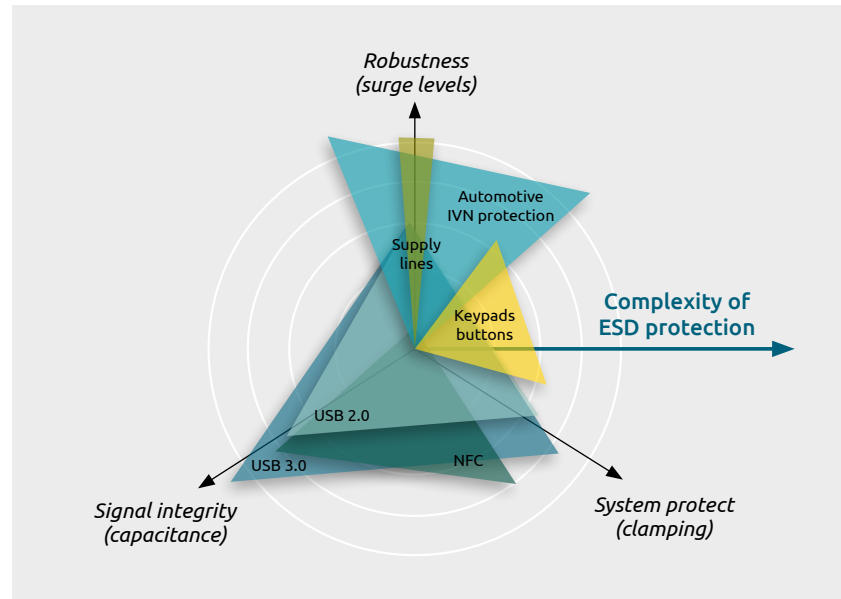 Robustness
(surge levels)
Automotive
IVN protection
Supply
lines
Complexity of
ESD protection
Keypads
buttons
USB 2.0
USB 3.0
NFC
Signal integrity
(capacitance)
System protect
(clamping)